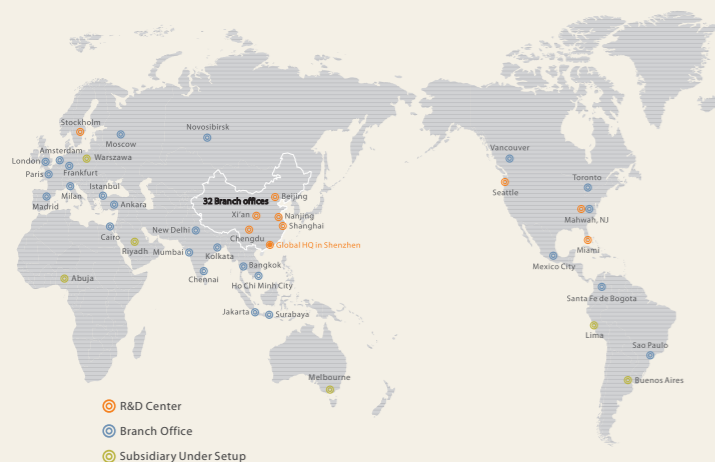 Stockholm
Moscow
Novosibirsk
Amsterdam
Warszawa
London
Frankfurt
Paris
Milan
Istanbul
Madrid
Ankara
Cairo
Riyadh
Abuja
32 Branch offices
Beijing
Xi'an
Nanjing
Shanghai
Chengdu
Global HQ in Shenzhen
New Delhi
Mumbai
Kolkata
Chennai
Bangkok
Ho Chi Minh City
Jakarta
Surabaya
Melbourne
Vancouver
Seattle
Toronto
Mahwah, NJ
Miami
Mexico City
Santa Fe de Bogota
Lima
Sao Paulo
Buenos Aires
R&D Center
Branch Office
Subsidiary Under Setup